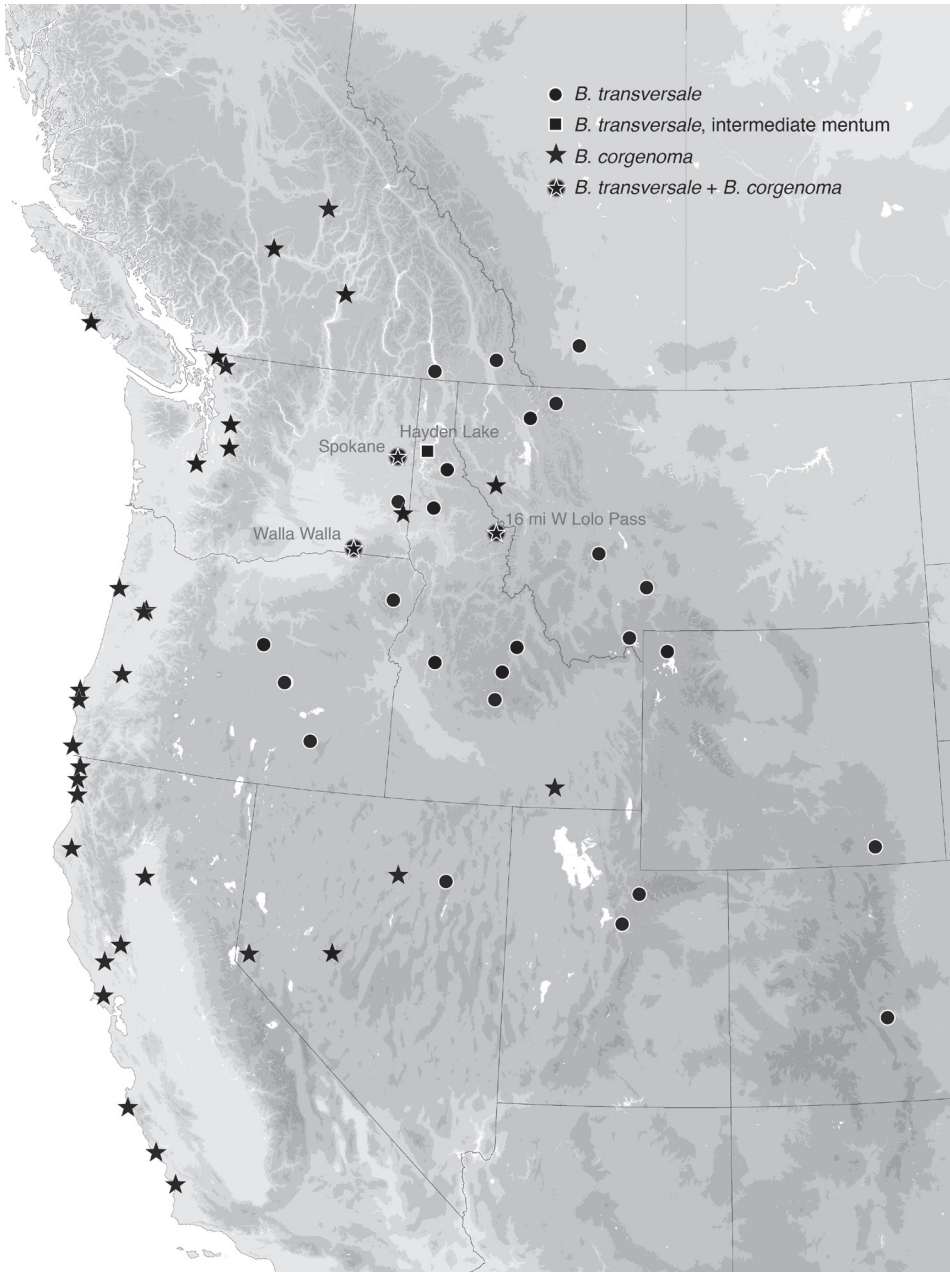 B. transversale
B. transversale, intermediate mentum
B. corgenoma
B. transversale + B. corgenoma
Hayden Lake
Spokane
16 mi W Lolo Pass
Walla Walla